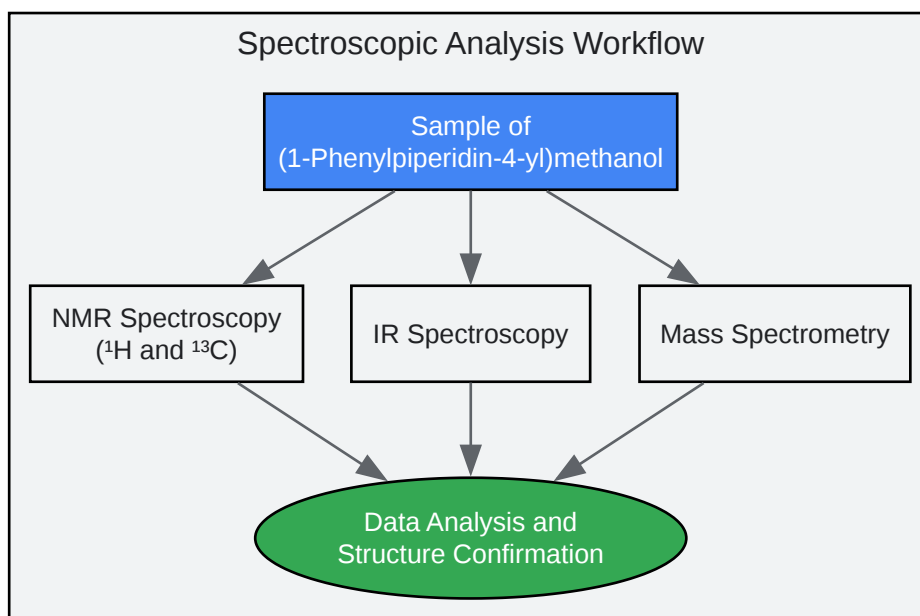 Spectroscopic Analysis Workflow
Sample of
(1-Phenylpiperidin-4-yl)methanol
NMR Spectroscopy
(¹H and ¹³C)
IR Spectroscopy
Mass Spectrometry
Data Analysis and
Structure Confirmation